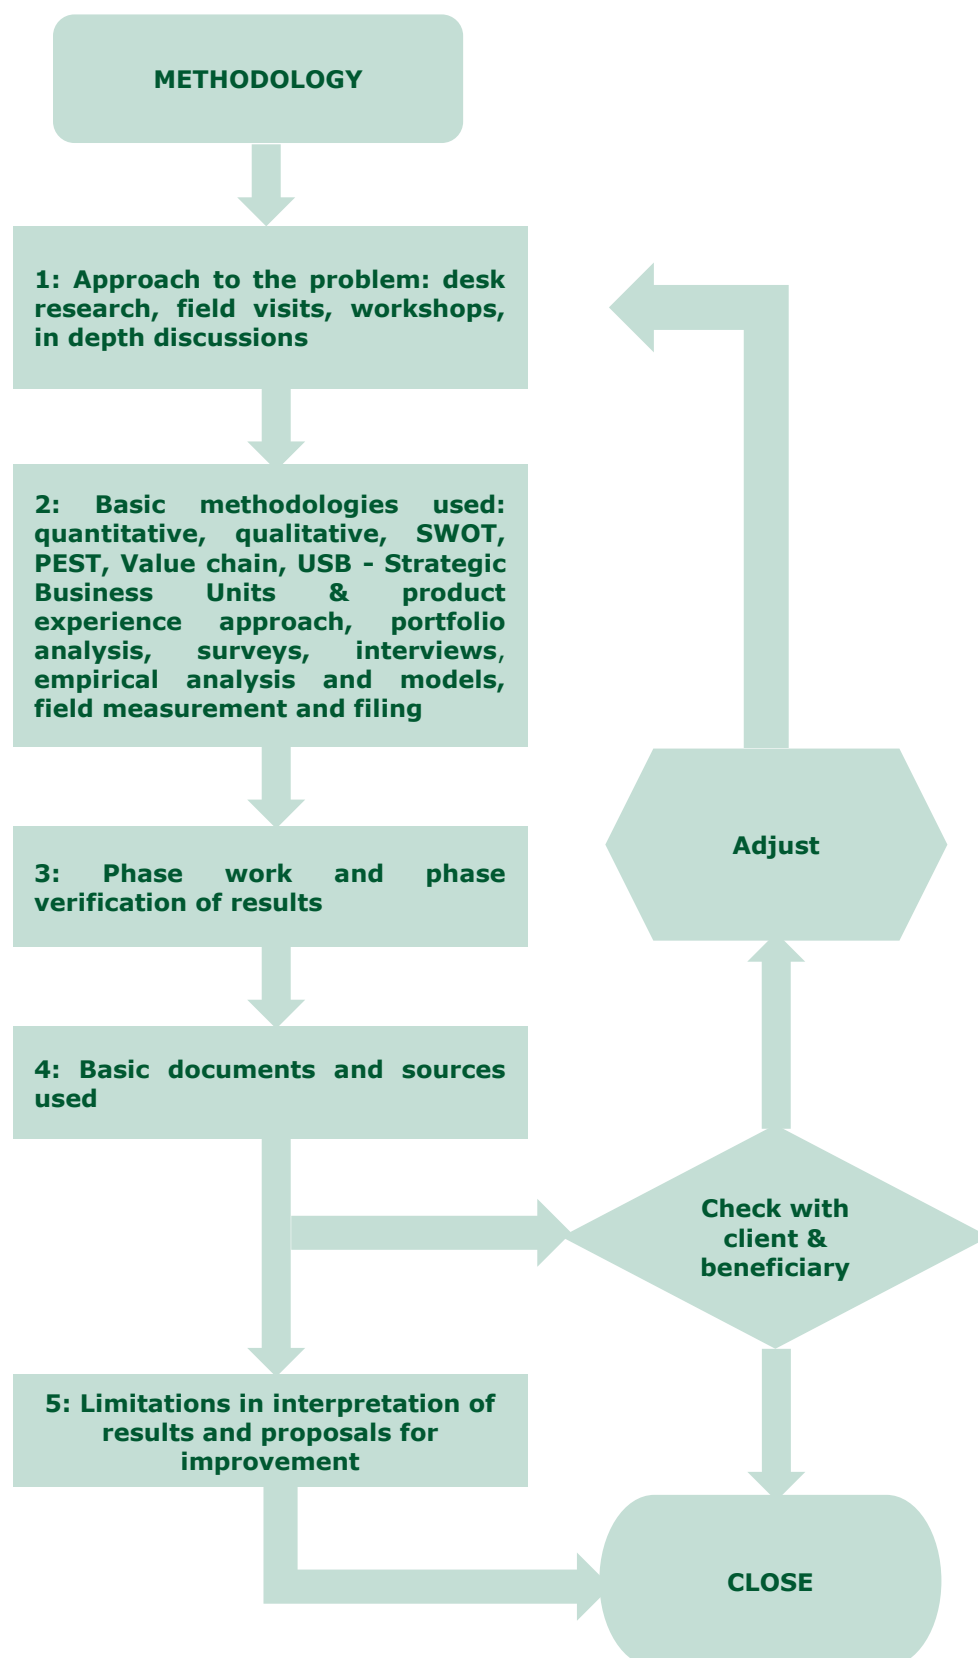 METHODOLOGY
1: Approach to the problem: desk
research, field visits, workshops,
in depth discussions
2: Basic methodologies used:
quantitative, qualitative, SWOT,
PEST, Value chain, USB - Strategic
Business Units & product
experience approach, portfolio
analysis, surveys, interviews,
empirical analysis and models,
field measurement and filing
3: Phase work and phase
verification of results
4: Basic documents and sources
used
5: Limitations in interpretation of
results and proposals for
improvement
Adjust
Check with
client &
beneficiary
CLOSE